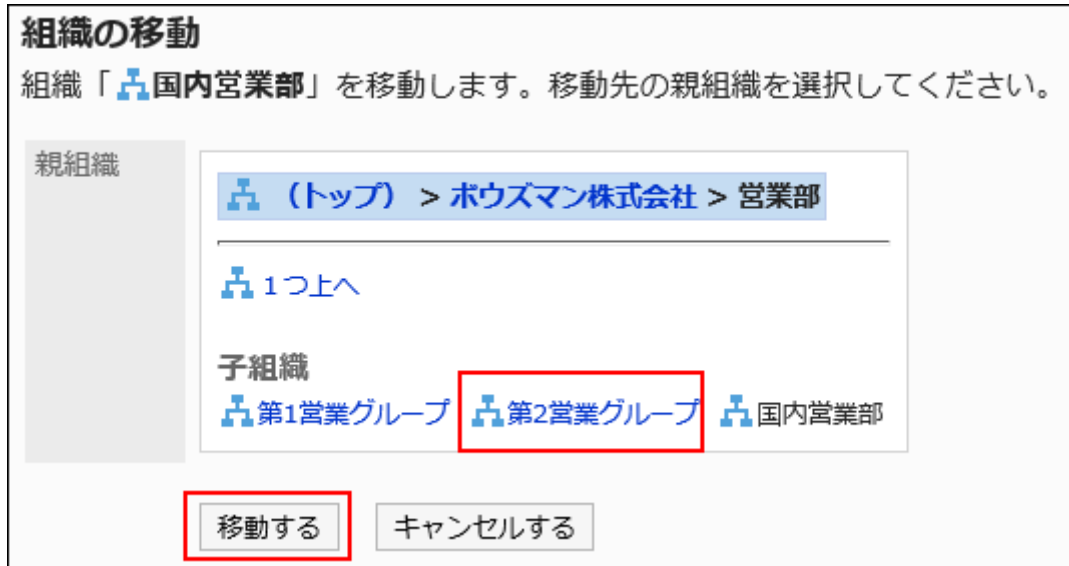 組織の移動
組織「国内営業部」を移動します。移動先の親組織を選択してください。
親組織
（トップ） > ボウズマン株式会社 > 営業部
1つ上へ
子組織
第1営業グループ 第2営業グループ 国内営業部
移動する キャンセルする